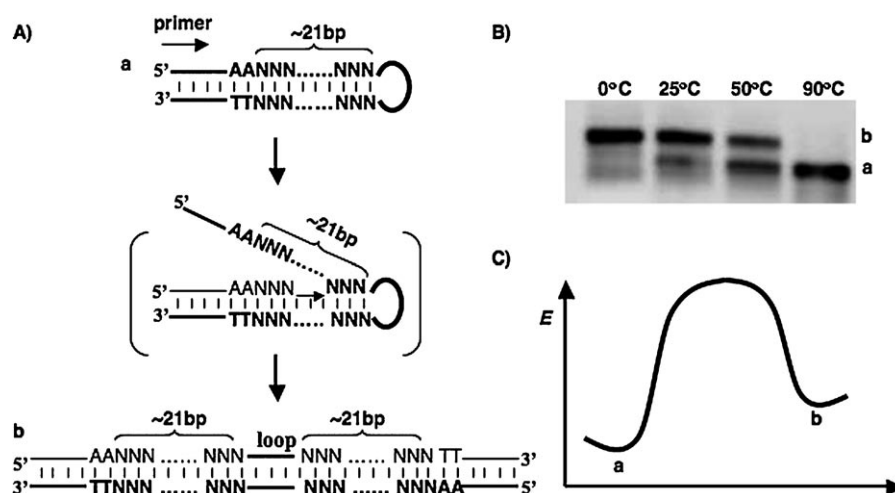 A)
primer
~21bp
a
5' AANNN......NNN
3' TTNNN......NNN
5'
AANNN......
~21bp
5' AANNN NNN
3' TTNNN..... NNN
b
~21bp
loop
~21bp
5' AANNN ...... NNN NNN ...... NNN TT 3'
3' TTNNN ...... NNN NNN ...... NNNAA 5'
B)
0°C 25°C 50°C 90°C
b
a
C)
E
a
b